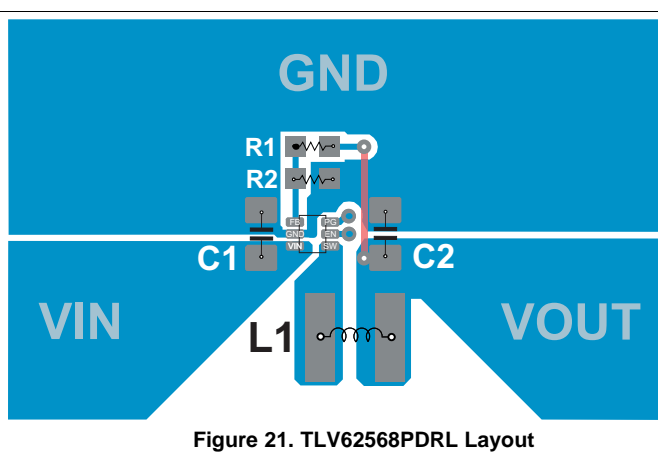 GND
R1
R2
FB PG
GND EN
VIN SW
C1 C2
VIN L1 VOUT
Figure 21. TLV62568PDRL Layout